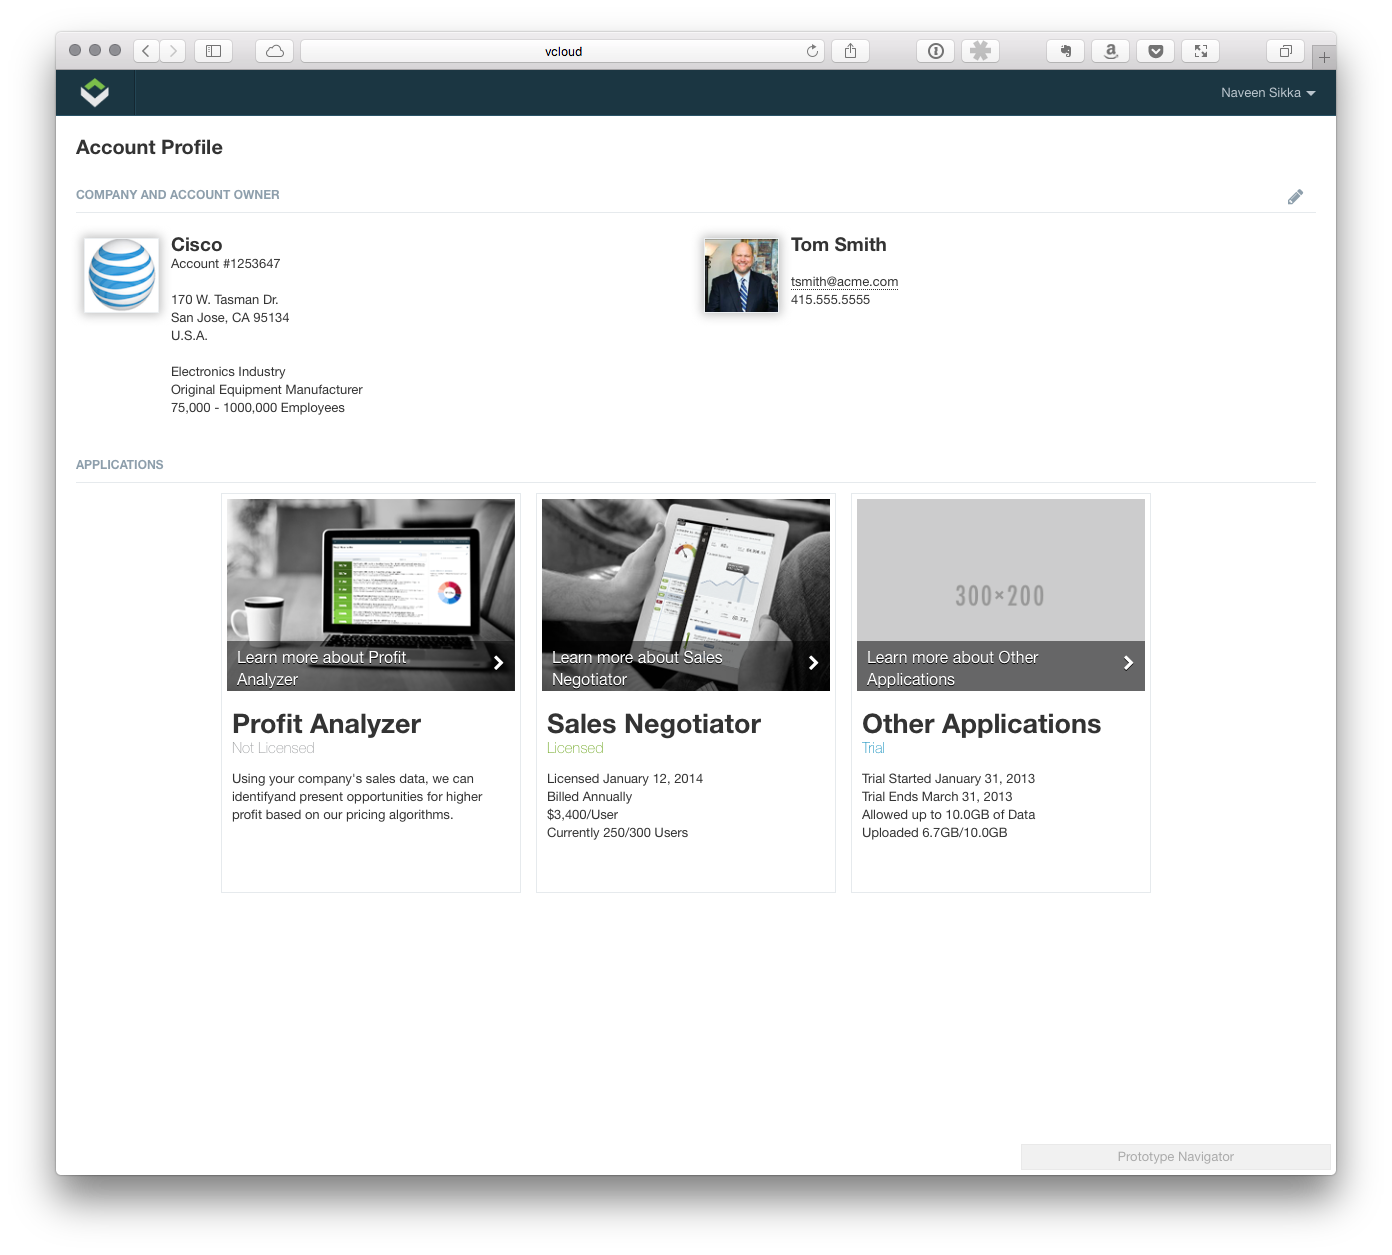 vcloud
Naveen Sikka
Account Profile
COMPANY AND ACCOUNT OWNER
Cisco
Account #1253647
170 W. Tasman Dr.
San Jose, CA 95134
U.S.A.
Electronics Industry
Original Equipment Manufacturer
75,000 - 1000,000 Employees
Tom Smith
tsmith@acme.com
415.555.5555
APPLICATIONS
Learn more about Profit
Analyzer
Profit Analyzer
Not Licensed
Using your company's sales data, we can
identifyand present opportunities for higher
profit based on our pricing algorithms.
Learn more about Sales
Negotiator
Sales Negotiator
Licensed
Licensed January 12, 2014
Billed Annually
$3,400/User
Currently 250/300 Users
300×200
Learn more about Other
Applications
Other Applications
Trial
Trial Started January 31, 2013
Trial Ends March 31, 2013
Allowed up to 10.0GB of Data
Uploaded 6.7GB/10.0GB
Prototype Navigator